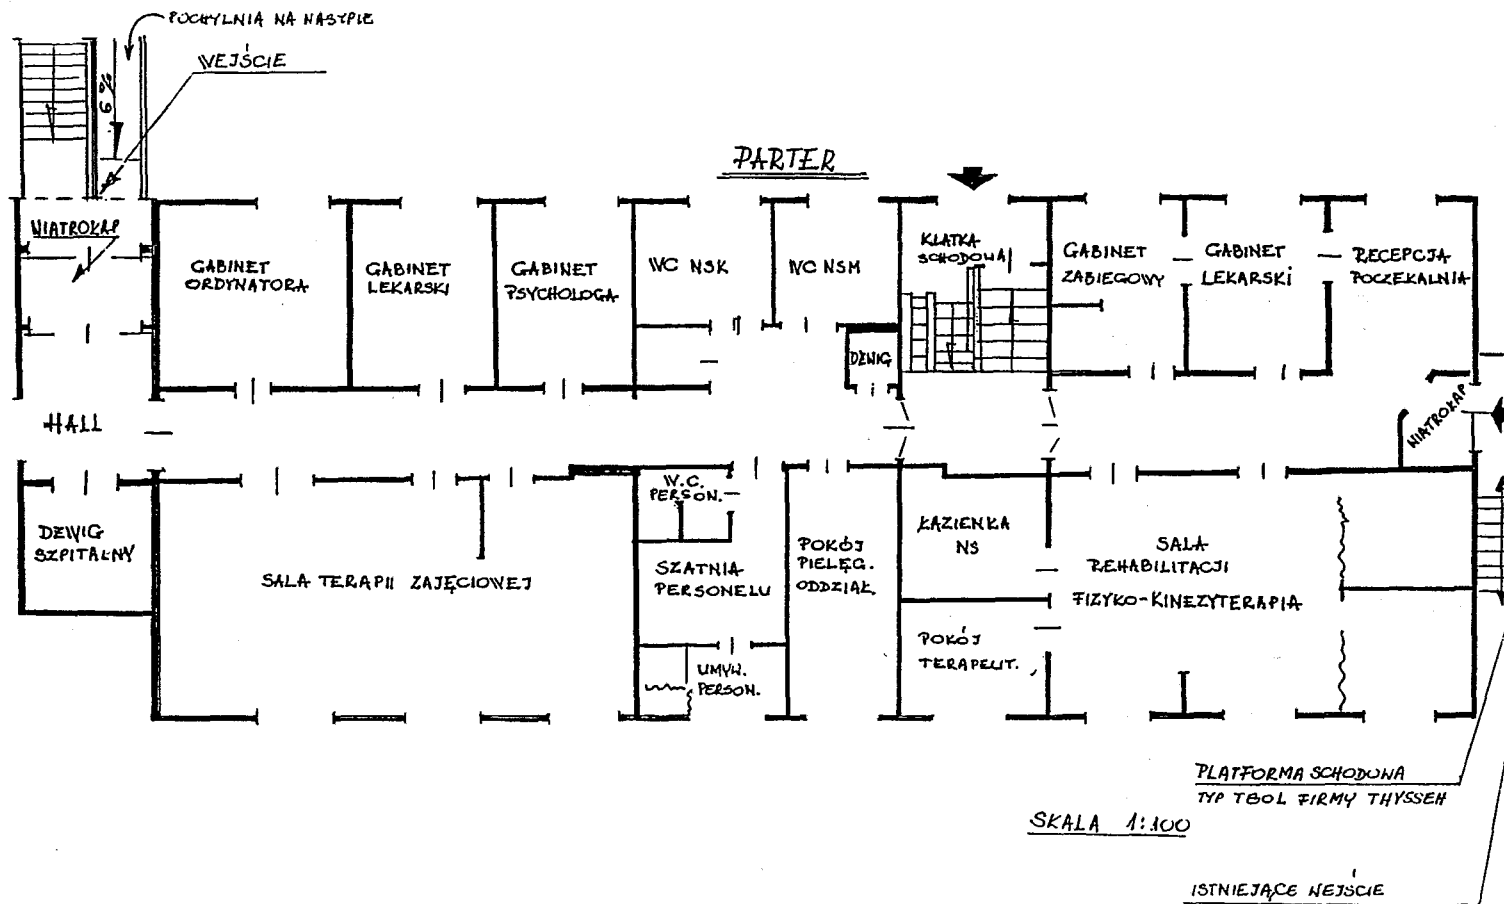 POCHYLNIA NA NASYPIE
WEJŚCIE
6%
PARTER
WIATROŁAP
GABINET
ORDYNATORA
GABINET
LEKARSKI
GABINET
PSYCHOLOGA
WC NSK
WC NSM
DŹWIG
KLATKA
SCHODOWA
GABINET
ZABIEGOWY
GABINET
LEKARSKI
RECEPCJA
POCZEKALNIA
WIATROŁAP
HALL
DŹWIG
SZPITALNY
SALA TERAPII ZAJĘCIOWEJ
W.C.
PERSON.
SZATNIA
PERSONELU
UMYW.
PERSON.
POKÓJ
PIELĘG.
ODDZIAŁ.
ŁAZIENKA
NS
POKÓJ
TERAPEUT.
SALA
REHABILITACJI
FIZYKO-KINEZYTERAPIA
PLATFORMA SCHODOWA
TYP TBOL FIRMY THYSSEN
SKALA 1:100
ISTNIEJĄCE WEJŚCIE